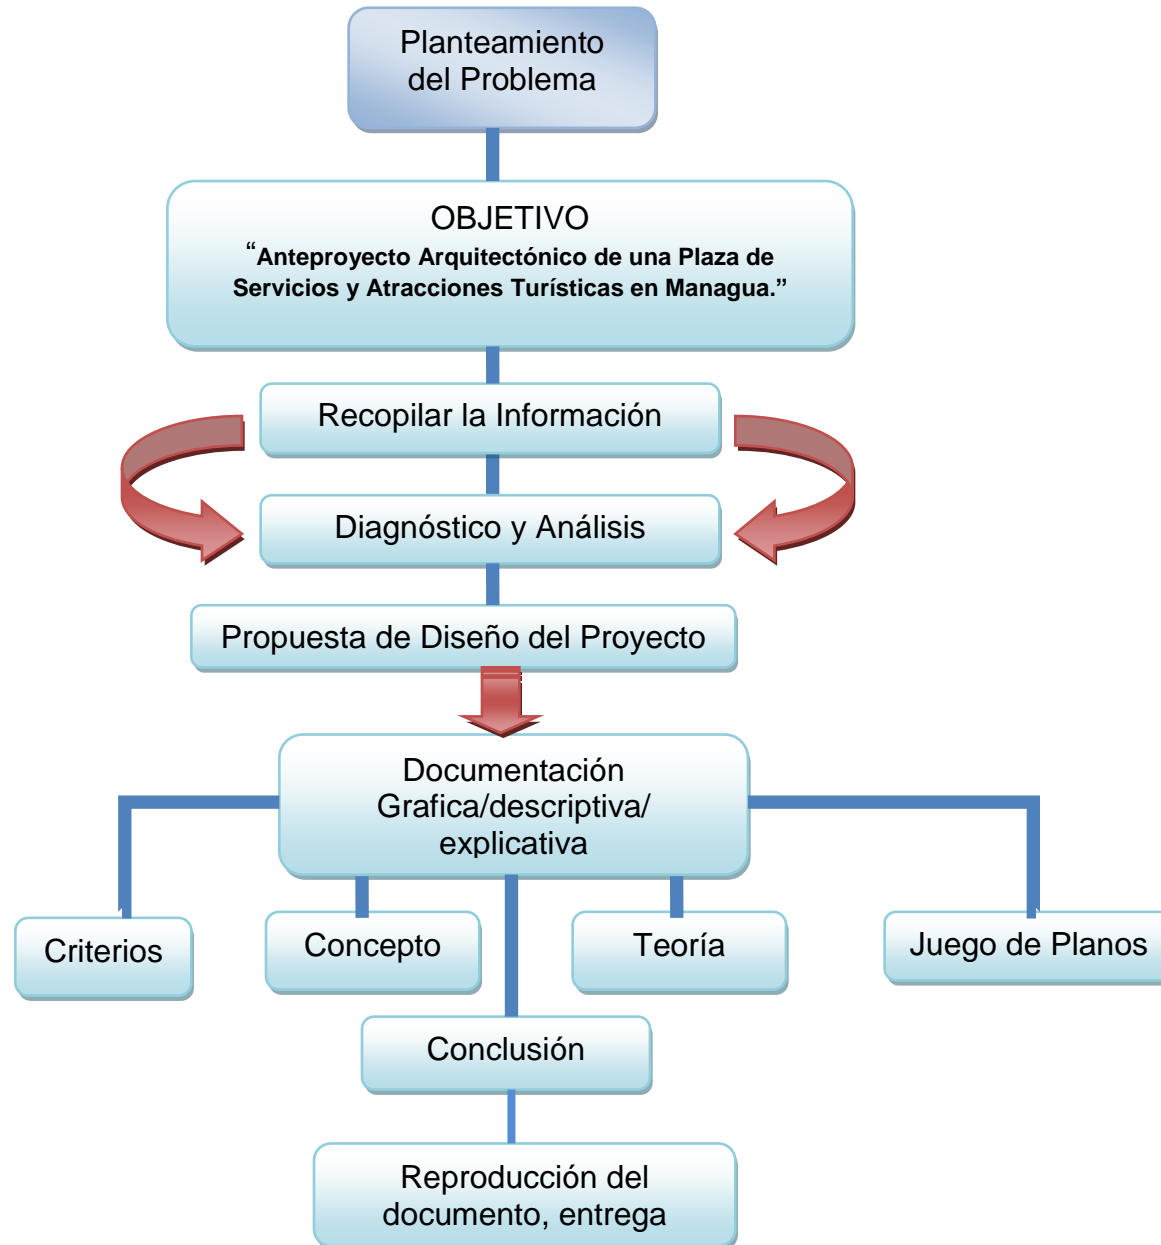 Planteamiento
del Problema
OBJETIVO
“Anteproyecto Arquitectónico de una Plaza de
Servicios y Atracciones Turísticas en Managua.”
Recopilar la Información
Diagnóstico y Análisis
Propuesta de Diseño del Proyecto
Documentación
Grafica/descriptiva/
explicativa
Criterios
Concepto
Teoría
Juego de Planos
Conclusión
Reproducción del
documento, entrega